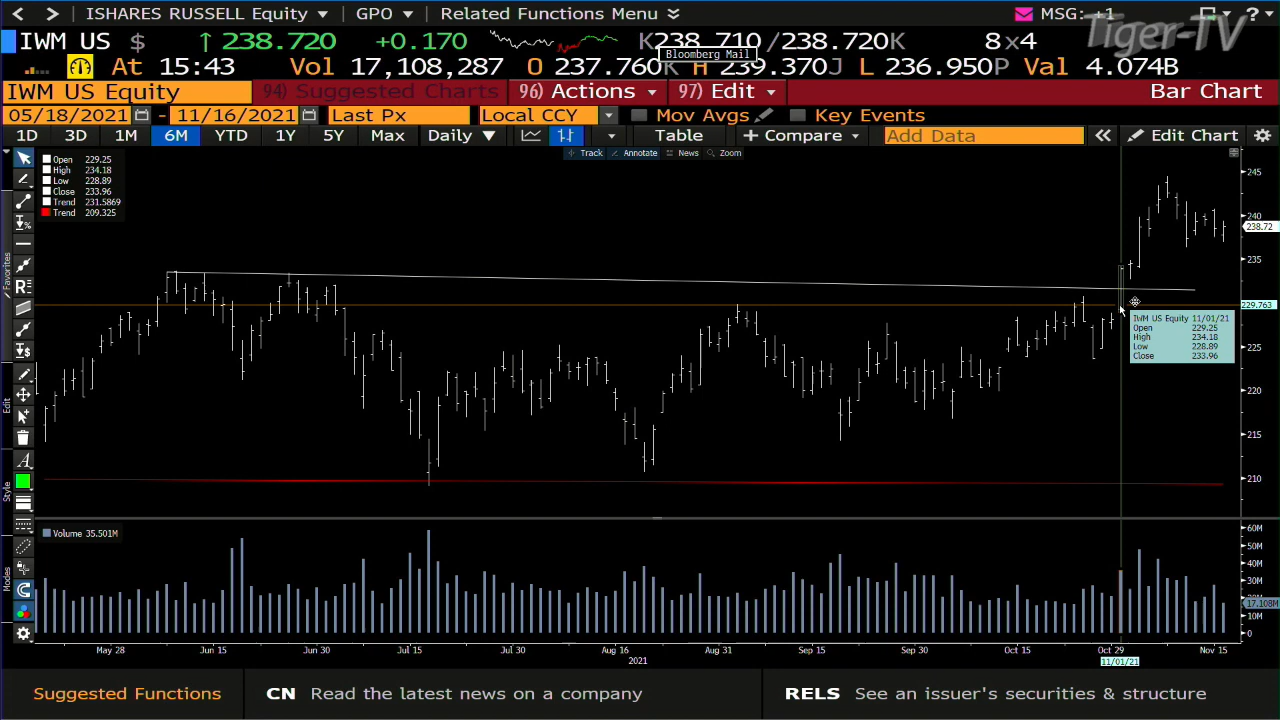 ISHARES RUSSELL Equity GPO Related Functions Menu MSG: +1 ?
Tiger-TV
IWM US $ ↑ 238.720 +0.170 K238.710/238.720K 8x4
Bloomberg Mail
At 15:43 Vol 17,108,287 O 237.760K H 239.370J L 236.950P Val 4.074B
IWM US Equity 94) Suggested Charts 96) Actions 97) Edit Bar Chart
05/18/2021 - 11/16/2021 Last Px Local CCY Mov Avgs Key Events
1D 3D 1M 6M YTD 1Y 5Y Max Daily ▼ Table + Compare Add Data « Edit Chart
Track Annotate News Zoom
Open 229.25
High 234.18
Low 228.89
Close 233.96
Trend 231.5869
Trend 209.325
245
240
238.72
235
229.763
225
220
215
210
IWM US Equity 11/01/21
Open 229.25
High 234.18
Low 228.89
Close 233.96
Favorites
Edit
Style
Modes
Volume 35.501M
60M
50M
40M
30M
20M
17.108M
10M
0
May 28 Jun 15 Jun 30 Jul 15 Jul 30 Aug 16 Aug 31 Sep 15 Sep 30 Oct 15 Oct 29 Nov 15
2021 11/01/21
Suggested Functions CN Read the latest news on a company RELS See an issuer's securities & structure